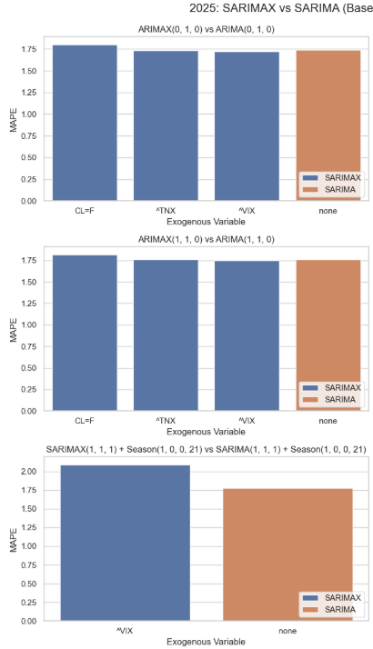 2025: SARIMAX vs SARIMA (Base
ARIMAX(0, 1, 0) vs ARIMA(0, 1, 0)
1.75
1.50
1.25
1.00
0.75
0.50
0.25
0.00
MAPE
SARIMAX
SARIMA
CL=F ^TNX ^VIX none
Exogenous Variable
ARIMAX(1, 1, 0) vs ARIMA(1, 1, 0)
1.75
1.50
1.25
1.00
0.75
0.50
0.25
0.00
MAPE
SARIMAX
SARIMA
CL=F ^TNX ^VIX none
Exogenous Variable
SARIMAX(1, 1, 1) + Season(1, 0, 0, 21) vs SARIMA(1, 1, 1) + Season(1, 0, 0, 21)
2.00
1.75
1.50
1.25
1.00
0.75
0.50
0.25
0.00
MAPE
SARIMAX
SARIMA
^VIX none
Exogenous Variable